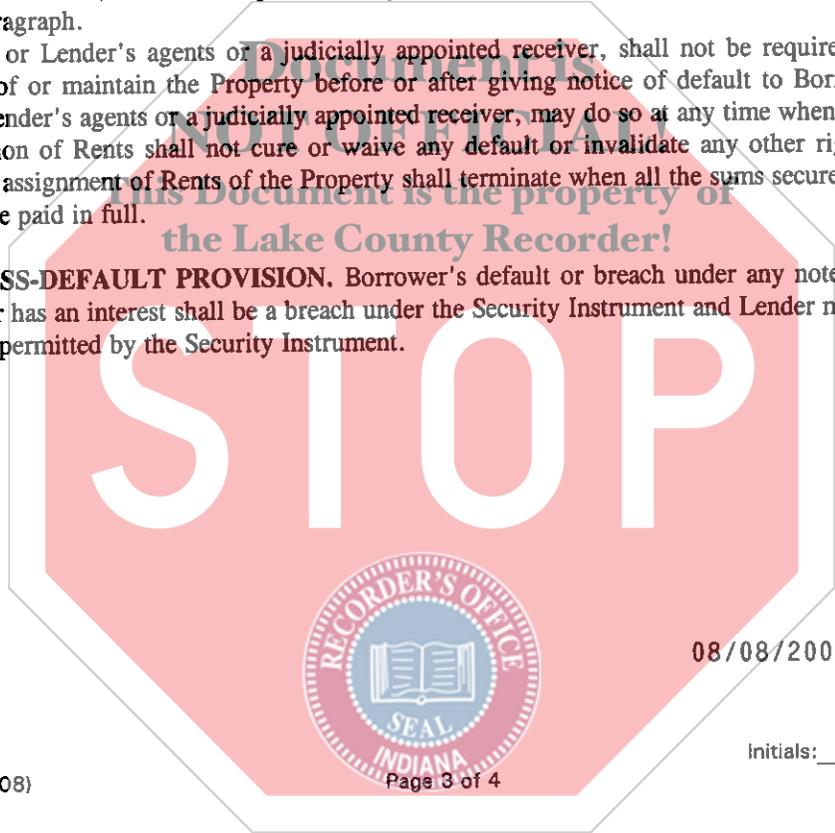 ragraph.
or Lender's agents or a judicially appointed receiver, shall not be require
of or maintain the Property before or after giving notice of default to Bor
ender's agents or a judicially appointed receiver, may do so at any time when
on of Rents shall not cure or waive any default or invalidate any other ri
assignment of Rents of the Property shall terminate when all the sums secure
e paid in full.
Document is
NOT OFFICIAL!
This Document is the property of
the Lake County Recorder!
SS-DEFAULT PROVISION. Borrower's default or breach under any note
r has an interest shall be a breach under the Security Instrument and Lender m
permitted by the Security Instrument.
STOP
RECORDER'S OFFICE
SEAL
INDIANA
08/08/200
Initials:
08)
Page 3 of 4